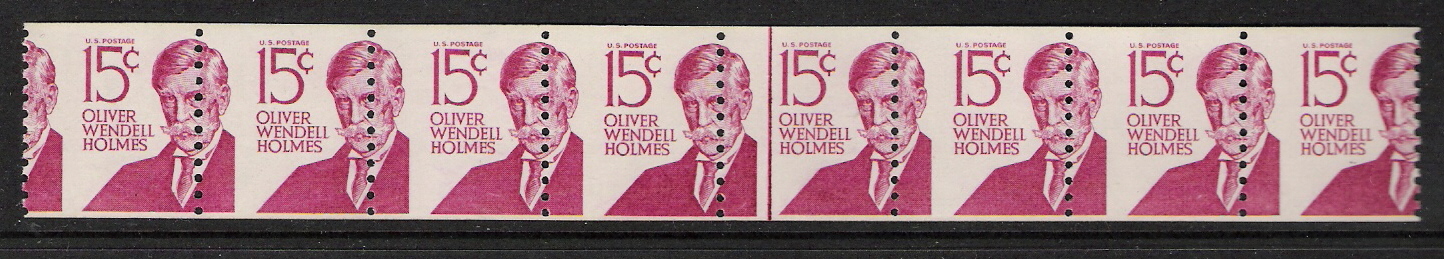 U.S. POSTAGE
15¢
OLIVER
WENDELL
HOLMES
U.S. POSTAGE
15¢
OLIVER
WENDELL
HOLMES
U.S. POSTAGE
15¢
OLIVER
WENDELL
HOLMES
U.S. POSTAGE
15¢
OLIVER
WENDELL
HOLMES
U.S. POSTAGE
15¢
OLIVER
WENDELL
HOLMES
U.S. POSTAGE
15¢
OLIVER
WENDELL
HOLMES
U.S. POSTAGE
15¢
OLIVER
WENDELL
HOLMES
U.S. POSTAGE
15¢
OLIVER
WENDELL
HOLMES